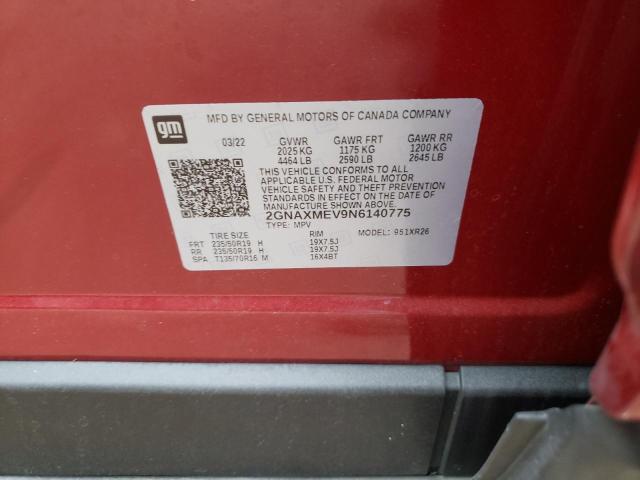 gm
MFD BY GENERAL MOTORS OF CANADA COMPANY
03/22 GVWR GAWR FRT GAWR RR
2025 KG 1175 KG 1200 KG
4464 LB 2590 LB 2645 LB
THIS VEHICLE CONFORMS TO ALL
APPLICABLE U.S. FEDERAL MOTOR
VEHICLE SAFETY AND THEFT PREVENTION
STANDARDS IN EFFECT ON THE DATE OF
MANUFACTURE SHOWN ABOVE.
2GNAXMEV9N6140775
TYPE: MPV MODEL: 951XR26
TIRE SIZE RIM
FRT 235/50R19 H 19X7.5J
RR 235/50R19 H 19X7.5J
SPA T135/70R16 M 16X4BT